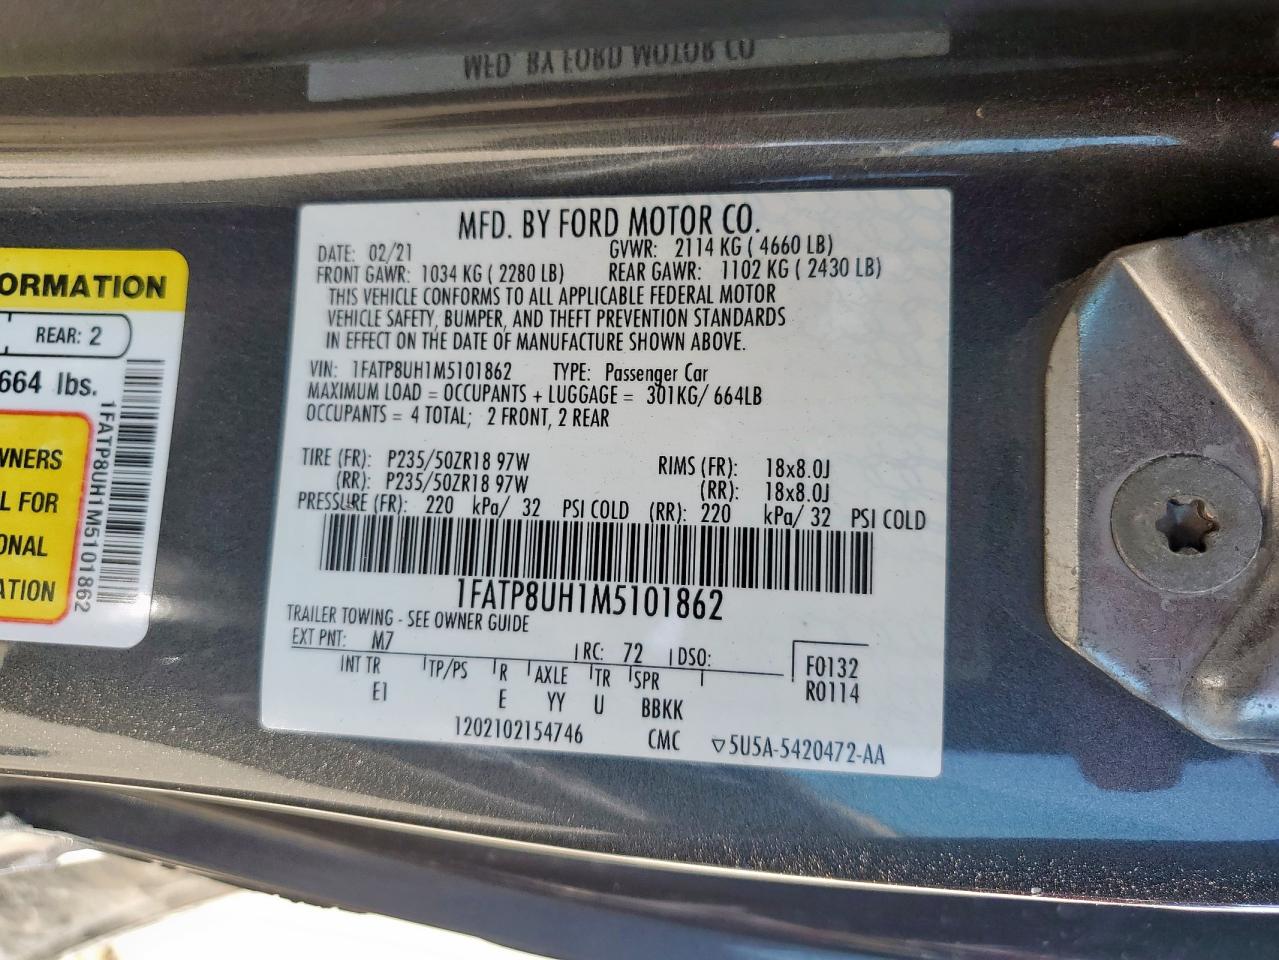 MFD. BY FORD MOTOR CO
MFD. BY FORD MOTOR CO.
DATE: 02/21 GVWR: 2114 KG ( 4660 LB)
FRONT GAWR: 1034 KG ( 2280 LB) REAR GAWR: 1102 KG ( 2430 LB)
THIS VEHICLE CONFORMS TO ALL APPLICABLE FEDERAL MOTOR
VEHICLE SAFETY, BUMPER, AND THEFT PREVENTION STANDARDS
IN EFFECT ON THE DATE OF MANUFACTURE SHOWN ABOVE.
VIN: 1FATP8UH1M5101862 TYPE: Passenger Car
MAXIMUM LOAD = OCCUPANTS + LUGGAGE = 301KG/ 664LB
OCCUPANTS = 4 TOTAL; 2 FRONT, 2 REAR
TIRE (FR): P235/50ZR18 97W RIMS (FR): 18x8.0J
(RR): P235/50ZR18 97W (RR): 18x8.0J
PRESSURE (FR): 220 kPa/ 32 PSI COLD (RR): 220 kPa/ 32 PSI COLD
1FATP8UH1M5101862
TRAILER TOWING - SEE OWNER GUIDE
EXT PNT: M7 RC: 72 DSO: F0132
INT TR TP/PS R AXLE TR SPR R0114
E1 E YY U BBKK
1202102154746 CMC ▽5U5A-5420472-AA
ORMATION
REAR: 2
664 lbs.
WNERS
L FOR
ONAL
ATION
1FATP8UH1M5101862